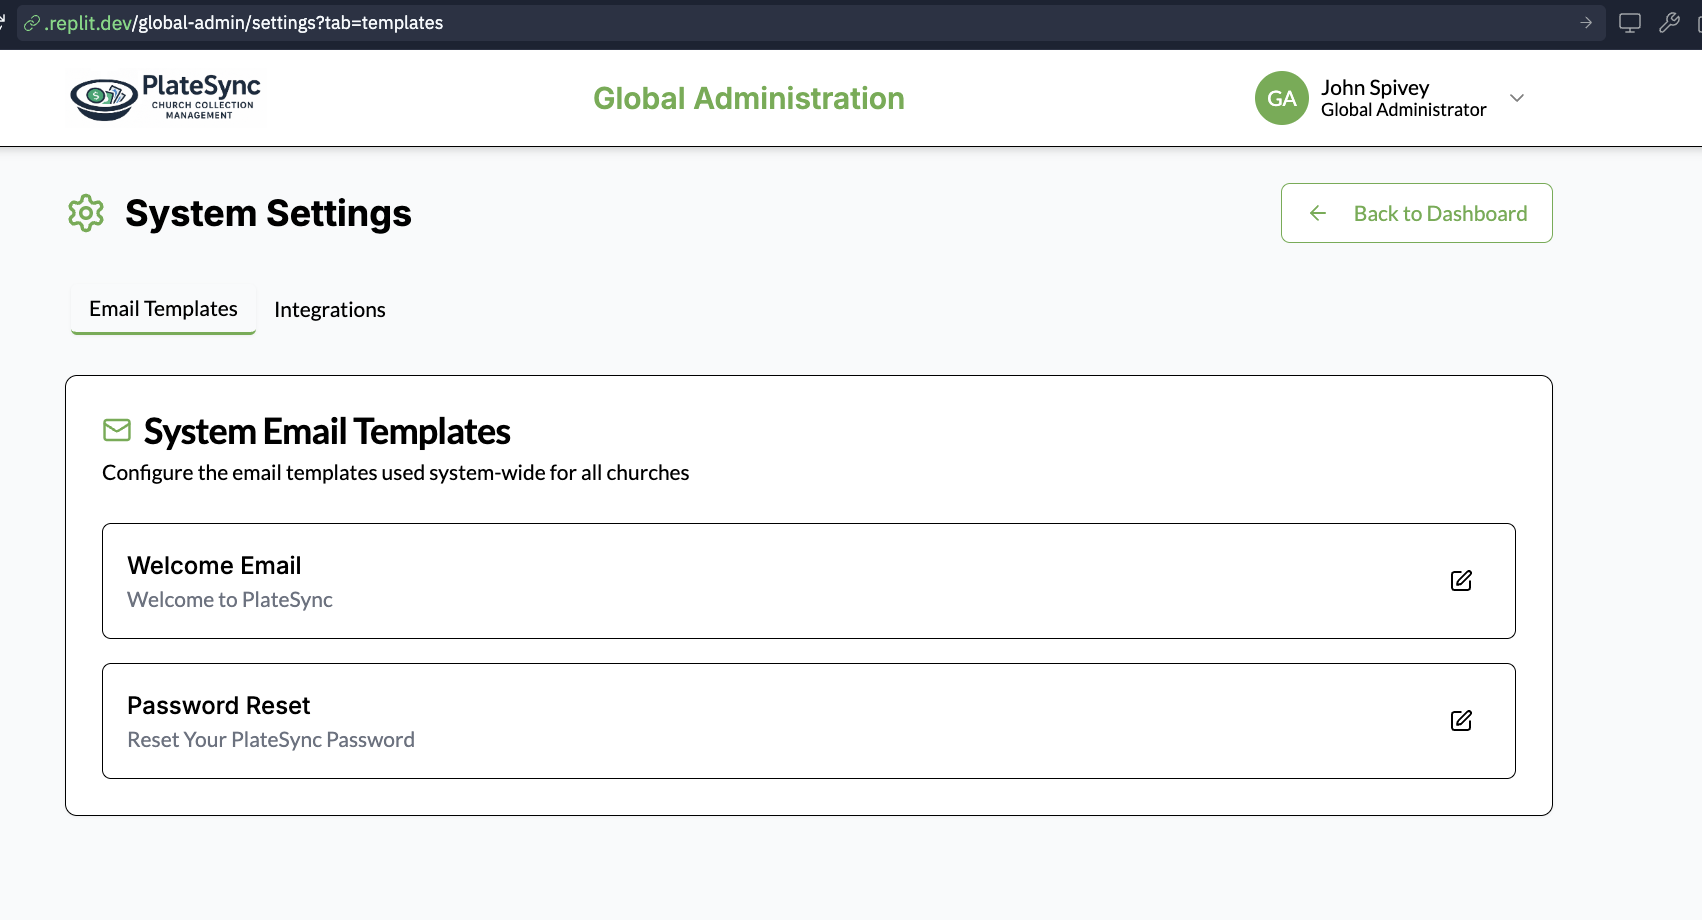 .replit.dev/global-admin/settings?tab=templates
PlateSync
CHURCH COLLECTION
MANAGEMENT
Global Administration
GA
John Spivey
Global Administrator
System Settings
Back to Dashboard
Email Templates
Integrations
System Email Templates
Configure the email templates used system-wide for all churches
Welcome Email
Welcome to PlateSync
Password Reset
Reset Your PlateSync Password